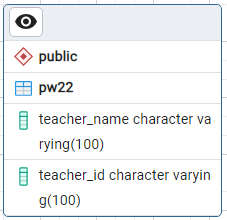 public
pw22
teacher_name character va
rying(100)
teacher_id character varyin
g(100)